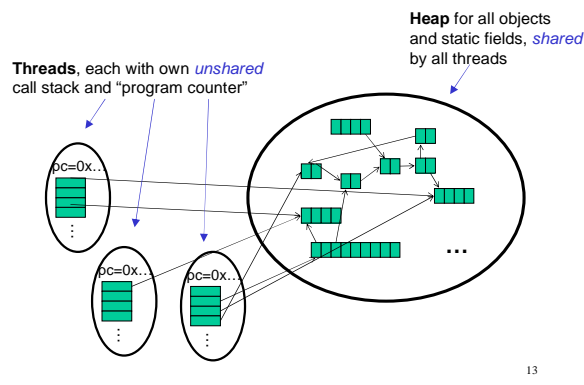 Heap for all objects
and static fields, shared
by all threads
Threads, each with own unshared
call stack and “program counter”
pc=0x…
⋮
pc=0x…
⋮
pc=0x…
⋮
...
13